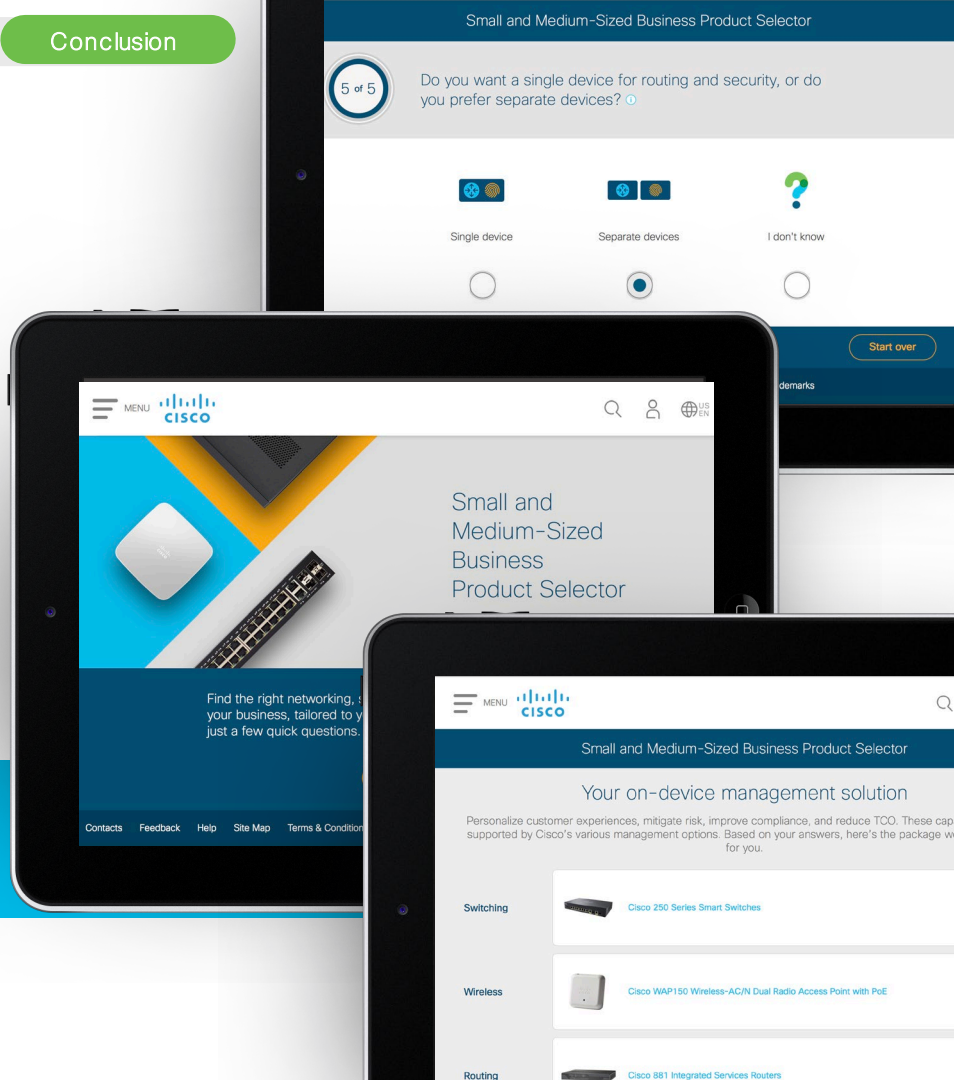 Conclusion
Small and Medium-Sized Business Product Selector
5 of 5
Do you want a single device for routing and security, or do
you prefer separate devices?
Single device
Separate devices
I don't know
Start over
demarks
MENU
CISCO
US
EN
Small and
Medium-Sized
Business
Product Selector
Find the right networking,
your business, tailored to y
just a few quick questions.
Contacts Feedback Help Site Map Terms & Condition
MENU
CISCO
Small and Medium-Sized Business Product Selector
Your on-device management solution
Personalize customer experiences, mitigate risk, improve compliance, and reduce TCO. These cap
supported by Cisco's various management options. Based on your answers, here's the package w
for you.
Switching
Cisco 250 Series Smart Switches
Wireless
Cisco WAP150 Wireless-AC/N Dual Radio Access Point with PoE
Routing
Cisco 881 Integrated Services Routers